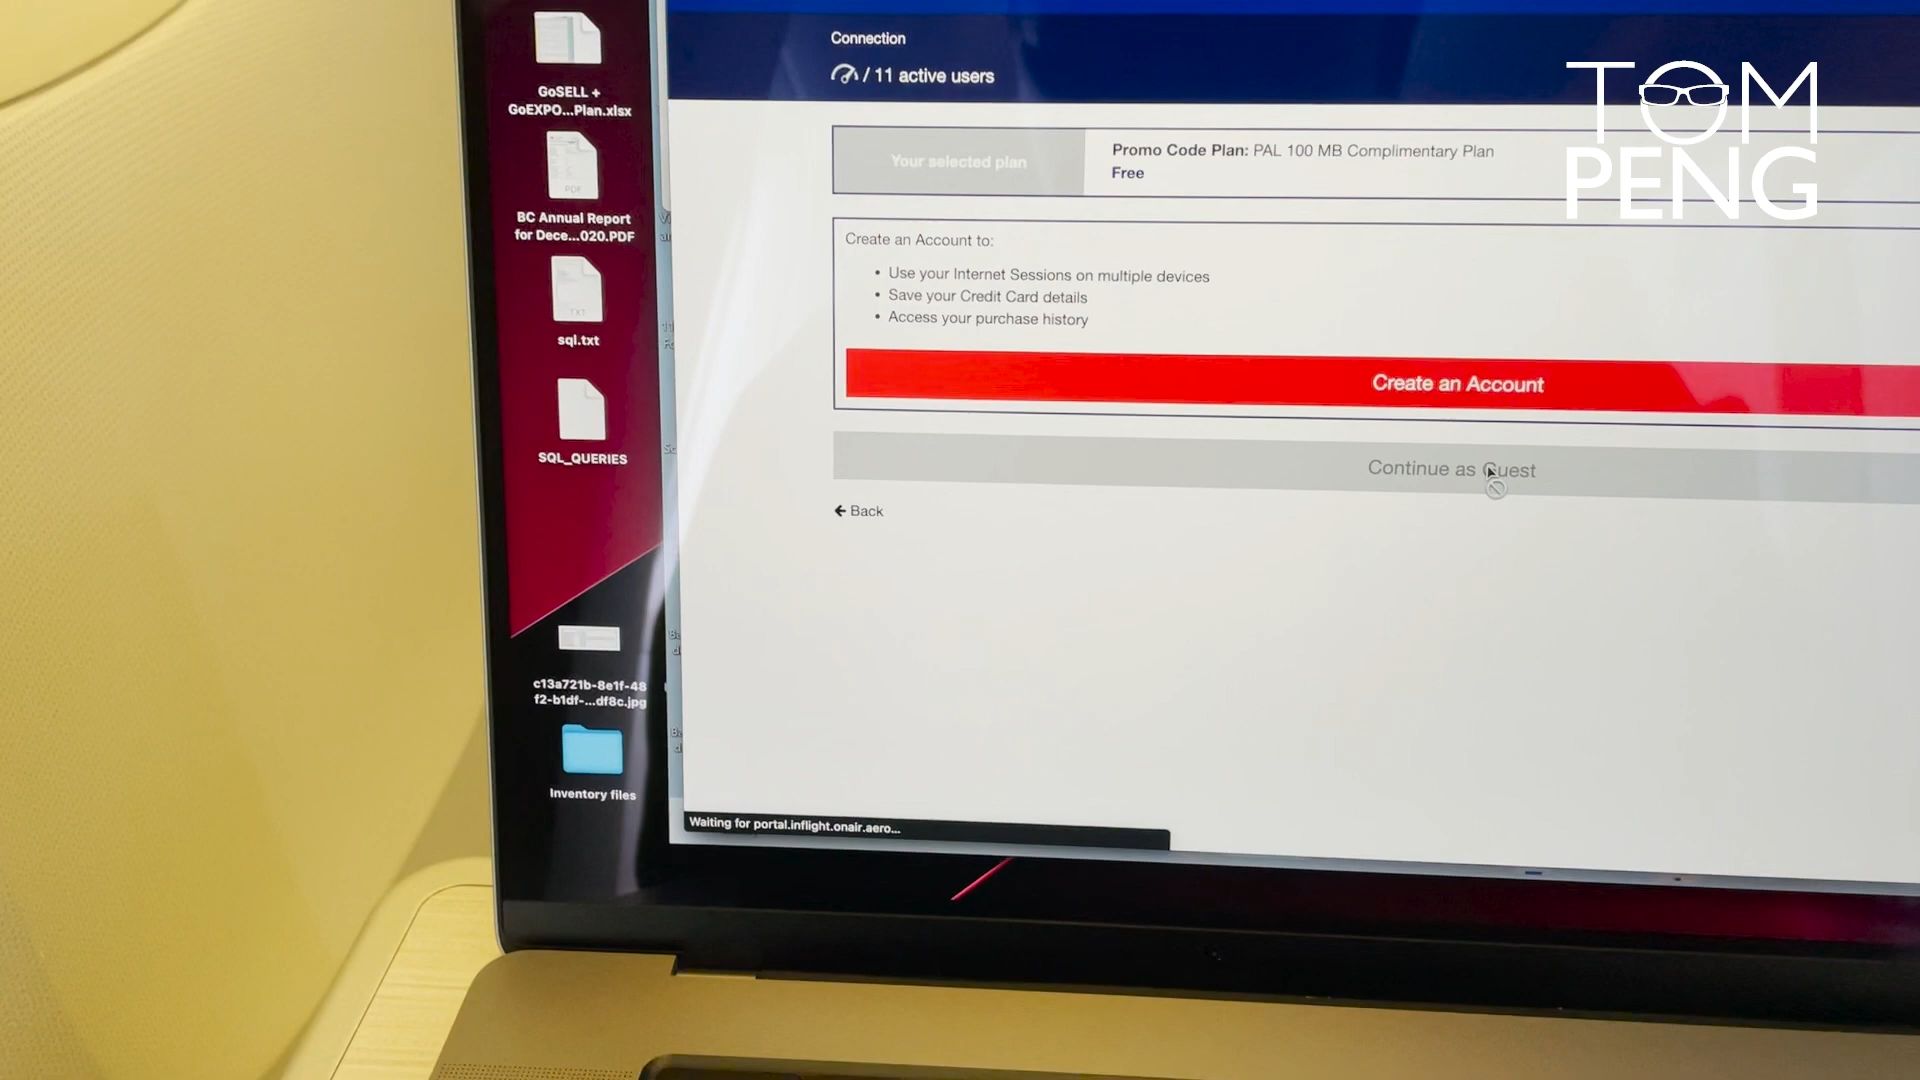 GoSELL +
GoEXPO...Plan.xlsx
PDF
BC Annual Report
for Dece...020.PDF
TXT
sql.txt
SQL_QUERIES
c13a721b-8e1f-48
f2-b1df-...df8c.jpg
Inventory files
Connection
/ 11 active users
TOM
PENG
Your selected plan
Promo Code Plan: PAL 100 MB Complimentary Plan
Free
Create an Account to:
• Use your Internet Sessions on multiple devices
• Save your Credit Card details
• Access your purchase history
Create an Account
Continue as Guest
← Back
Waiting for portal.inflight.onair.aero...